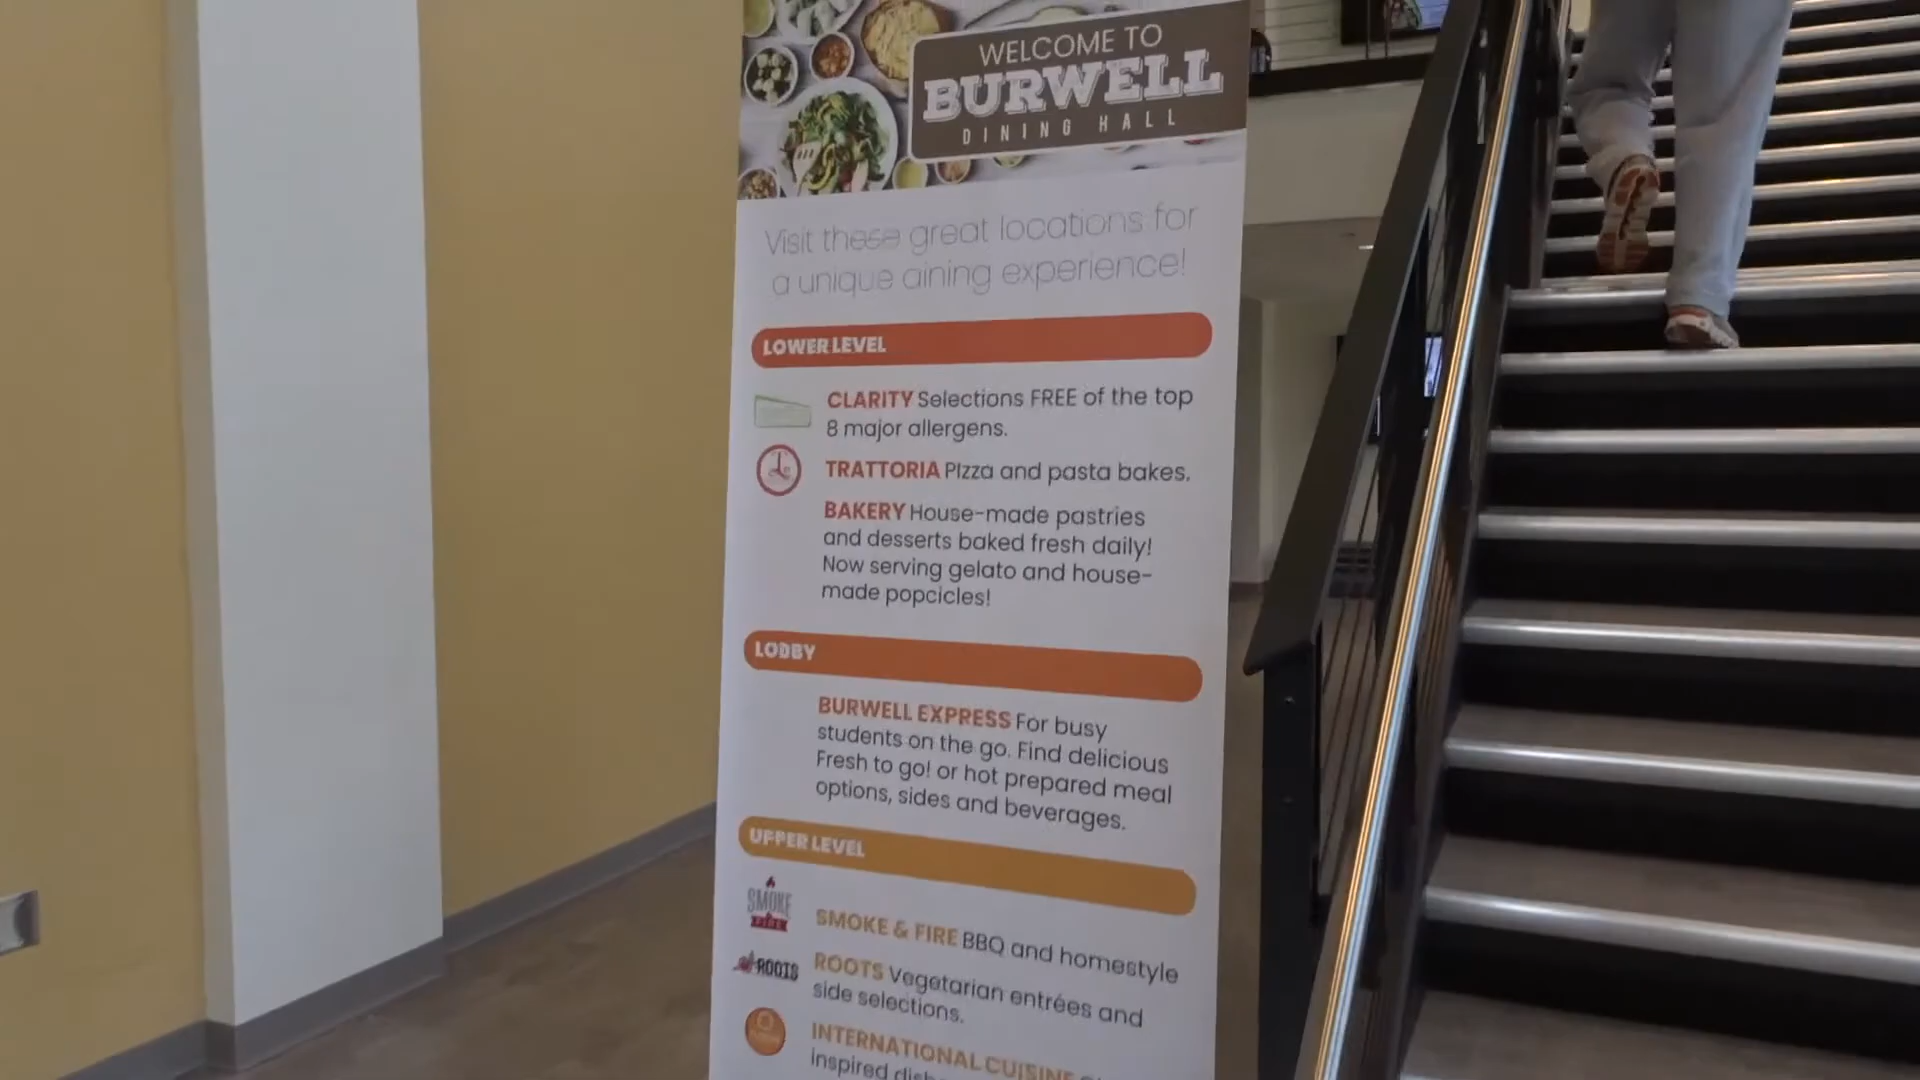 WELCOME TO
BURWELL
DINING HALL
Visit these great locations for
a unique dining experience!
LOWER LEVEL
CLARITY Selections FREE of the top
8 major allergens.
TRATTORIA Pizza and pasta bakes.
BAKERY House-made pastries
and desserts baked fresh daily!
Now serving gelato and house-
made popcicles!
LOBBY
BURWELL EXPRESS For busy
students on the go. Find delicious
Fresh to go! or hot prepared meal
options, sides and beverages.
UPPER LEVEL
SMOKE
FIRE
SMOKE & FIRE BBQ and homestyle
ROOTS
ROOTS Vegetarian entrées and
side selections.
INTERNATIONAL CUISINE
inspired